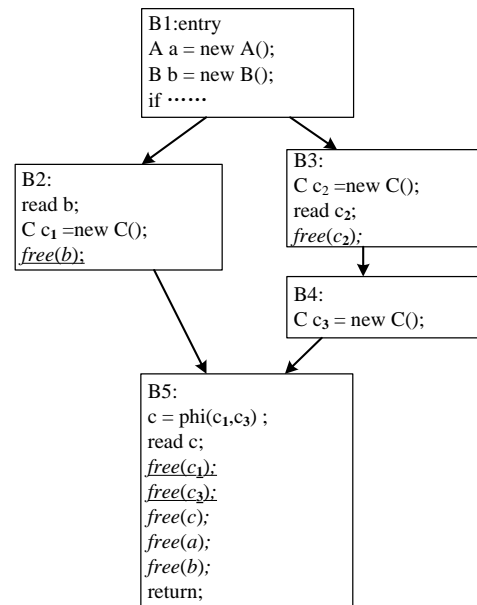 B1:entry
A a = new A();
B b = new B();
if ……
B2:
read b;
C c₁ =new C();
free(b);
B3:
C c₂ =new C();
read c₂;
free(c₂);
B4:
C c₃ = new C();
B5:
c = phi(c₁,c₃) ;
read c;
free(c₁);
free(c₃);
free(c);
free(a);
free(b);
return;